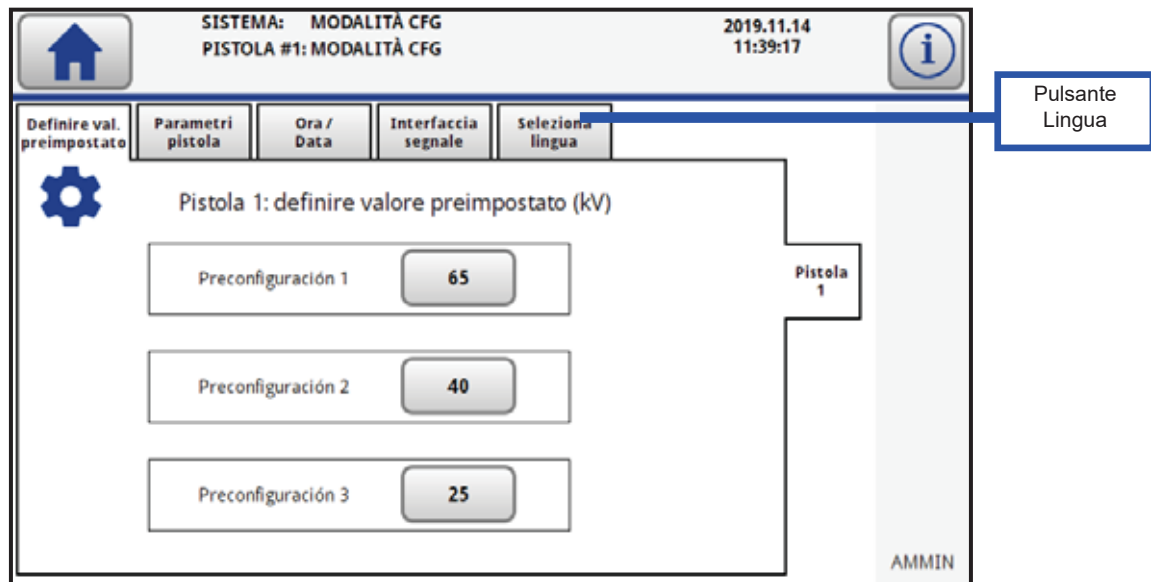 SISTEMA: MODALITÀ CFG
PISTOLA #1: MODALITÀ CFG
2019.11.14
11:39:17
i
Pulsante
Lingua
Definire val.
preimpostato
Parametri
pistola
Ora /
Data
Interfaccia
segnale
Seleziona
lingua
Pistola 1: definire valore preimpostato (kV)
Preconfiguración 1 65
Pistola
1
Preconfiguración 2 40
Preconfiguración 3 25
AMMIN